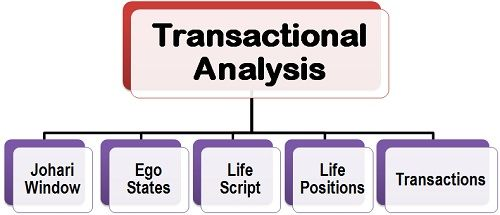 Transactional
Analysis
Johari
Window
Ego
States
Life
Script
Life
Positions
Transactions